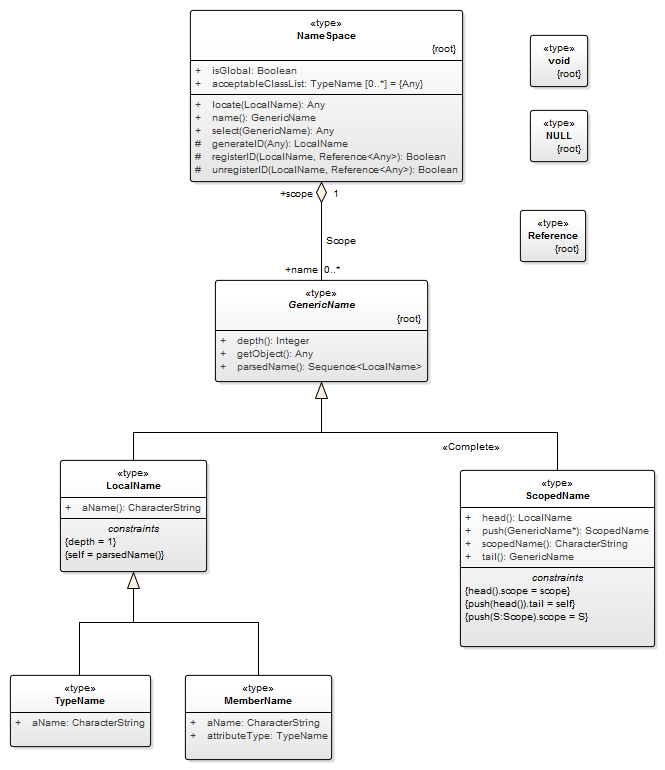 «type»
NameSpace
{root}
+ isGlobal: Boolean
+ acceptableClassList: TypeName [0..*] = {Any}
+ locate(LocalName): Any
+ name(): GenericName
+ select(GenericName): Any
# generateID(Any): LocalName
# registerID(LocalName, Reference<Any>): Boolean
# unregisterID(LocalName, Reference<Any>): Boolean
«type»
void
{root}
«type»
NULL
{root}
«type»
Reference
{root}
+scope 1
Scope
+name 0..*
«type»
GenericName
{root}
+ depth(): Integer
+ getObject(): Any
+ parsedName(): Sequence<LocalName>
«Complete»
«type»
LocalName
+ aName(): CharacterString
constraints
{depth = 1}
{self = parsedName()}
«type»
ScopedName
+ head(): LocalName
+ push(GenericName*): ScopedName
+ scopedName(): CharacterString
+ tail(): GenericName
constraints
{head().scope = scope}
{push(head()).tail = self}
{push(S:Scope).scope = S}
«type»
TypeName
+ aName: CharacterString
«type»
MemberName
+ aName: CharacterString
+ attributeType: TypeName